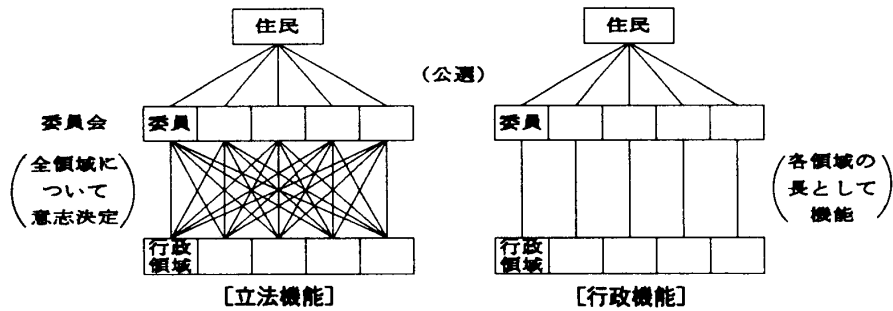 住民
住民
(公選)
委員会
委員
委員
(全領域に
ついて
意志決定)
(各領域の
長として
機能)
行政
領域
行政
領域
[立法機能]
[行政機能]